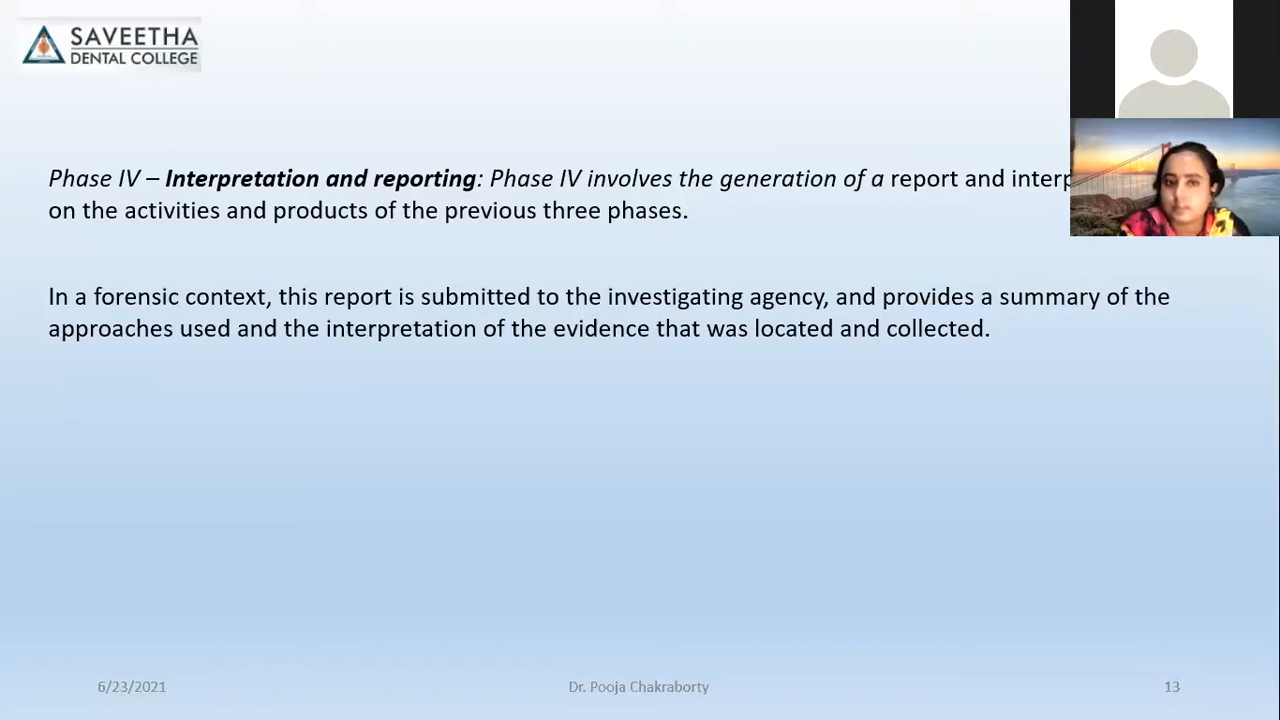 SAVEETHA
DENTAL COLLEGE
Phase IV – Interpretation and reporting: Phase IV involves the generation of a report and
on the activities and products of the previous three phases.
In a forensic context, this report is submitted to the investigating agency, and provides a summary of the
approaches used and the interpretation of the evidence that was located and collected.
6/23/2021
Dr. Pooja Chakraborty
13